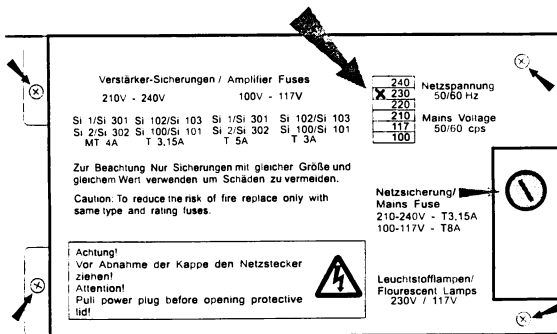 Verstärker-Sicherungen / Amplifier Fuses
210V - 240V 100V - 117V
Si 1/Si 301 Si 102/Si 103 Si 1/Si 301 Si 102/Si 103
Si 2/Si 302 Si 100/Si 101 Si 2/Si 302 Si 100/Si 101
MT 4A T 3,15A T 5A T 3A
Zur Beachtung Nur Sicherungen mit gleicher Größe und
gleichem Wert verwenden um Schäden zu vermeiden.
Caution: To reduce the risk of fire replace only with
same type and rating fuses.
Achtung!
Vor Abnahme der Kappe den Netzstecker
ziehen!
Attention!
Pull power plug before opening protective
lid!
240
X 230
220
210
117
100
Netzspannung
50/60 Hz
Mains Voltage
50/60 cps
Netzsicherung/
Mains Fuse
210-240V - T3,15A
100-117V - T8A
Leuchtstofflampen/
Flourescent Lamps
230V / 117V